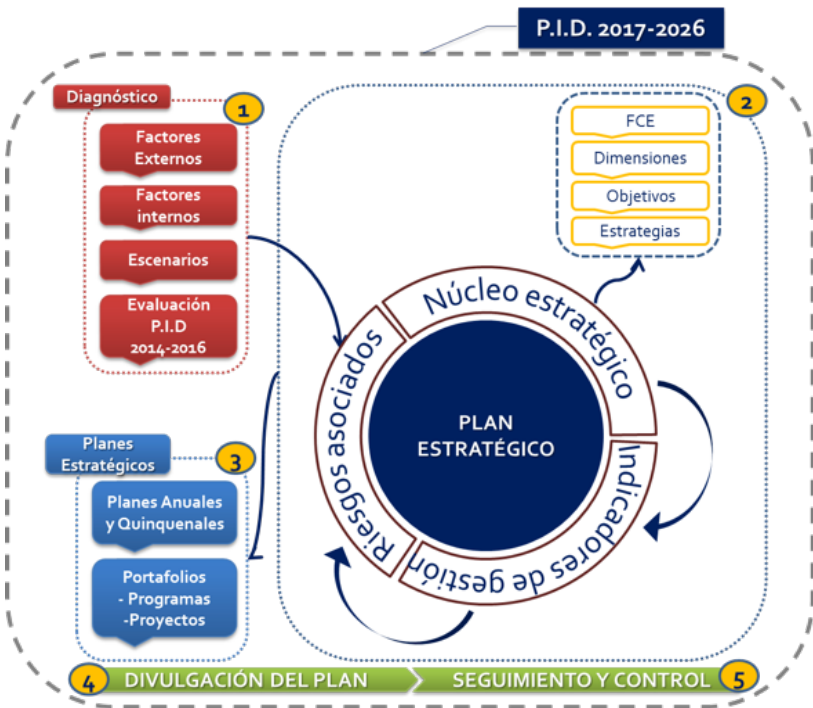 P.I.D. 2017-2026
Diagnóstico
1
Factores
Externos
Factores
internos
Escenarios
Evaluación
P.I.D
2014-2016
2
FCE
Dimensiones
Objetivos
Estrategias
Núcleo estratégico
Indicadores de gestión
Riesgos asociados
PLAN
ESTRATÉGICO
Planes
Estratégicos
3
Planes Anuales
y Quinquenales
Portafolios
- Programas
-Proyectos
4 DIVULGACIÓN DEL PLAN
SEGUIMIENTO Y CONTROL 5